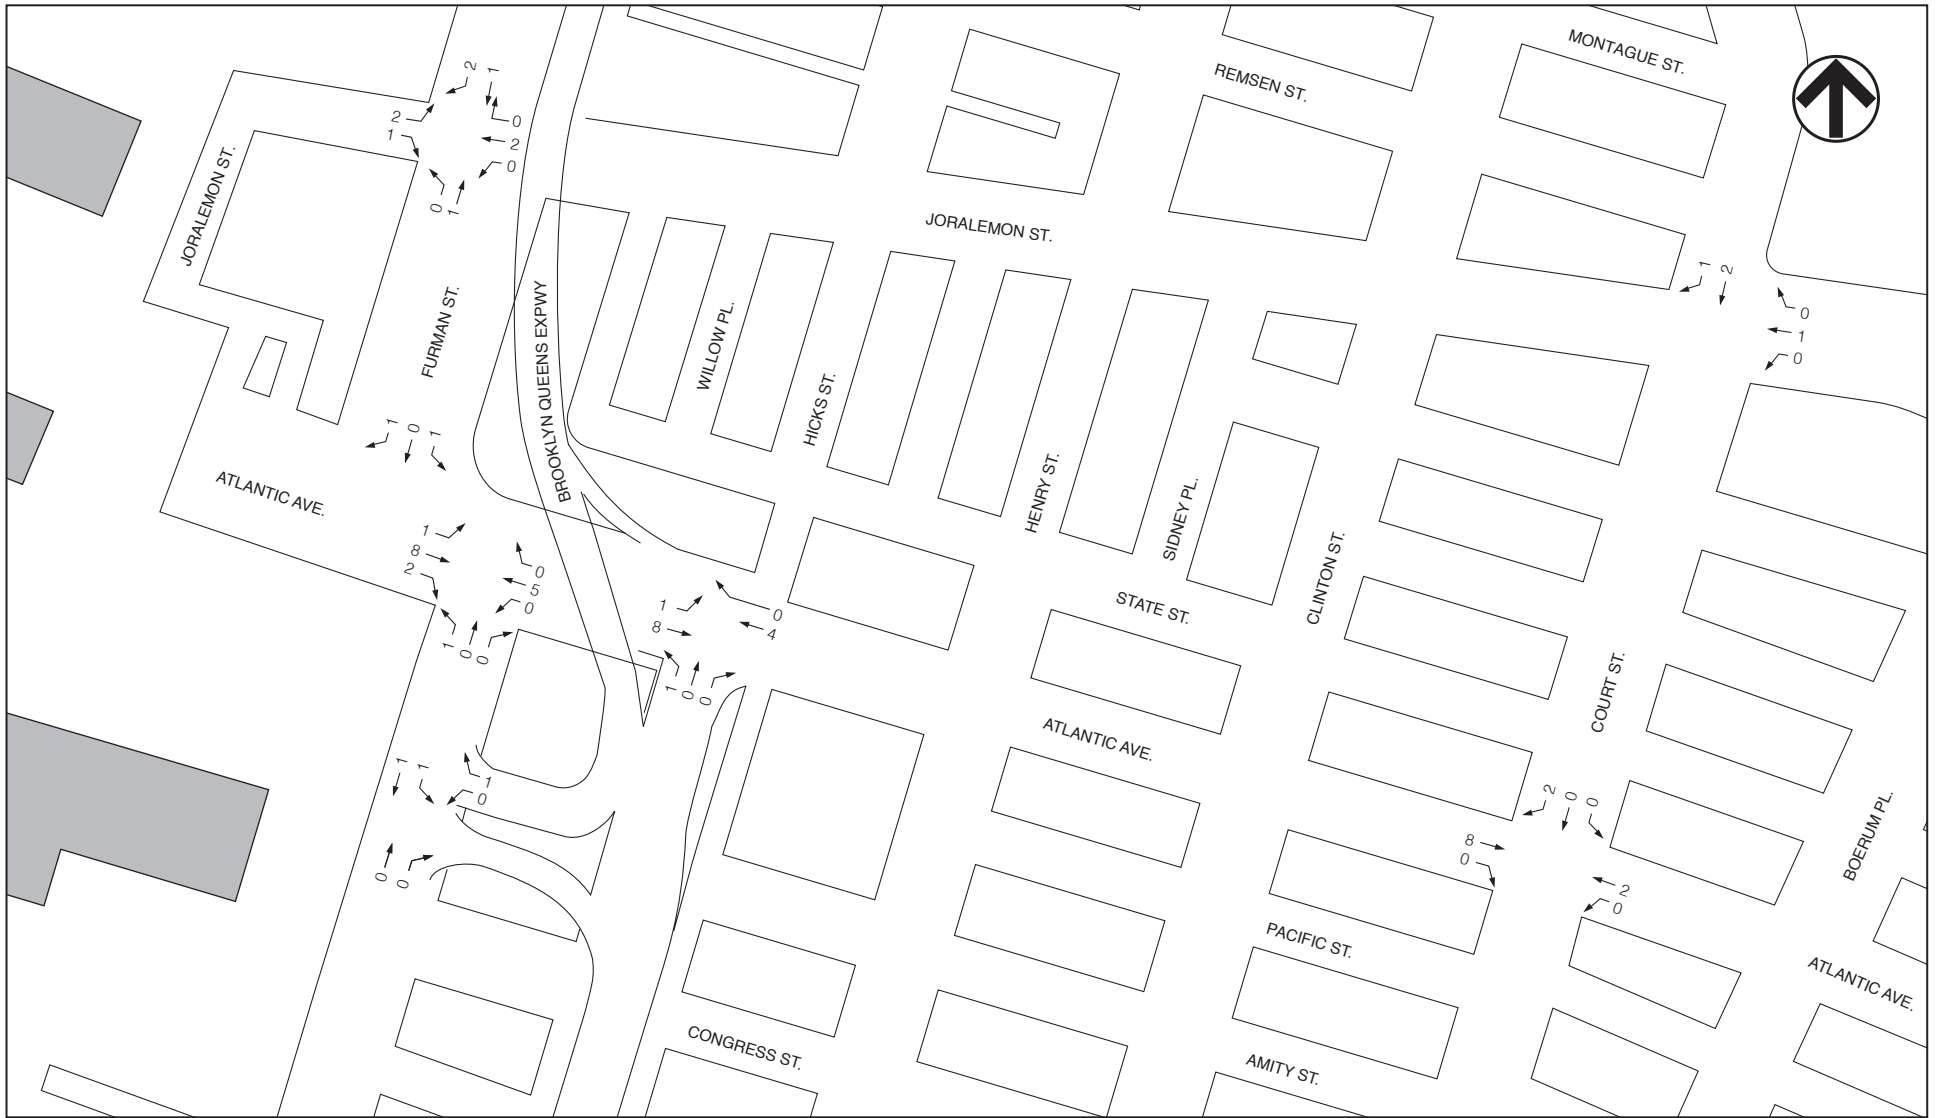 MONTAGUE ST.
REMSEN ST.
2 1
2
1
0
2
0
0 1
JORALEMON ST.
JORALEMON ST.
1 2
0
1
0
FURMAN ST.
BROOKLYN QUEENS EXPWY
WILLOW PL.
HICKS ST.
HENRY ST.
SIDNEY PL.
CLINTON ST.
COURT ST.
BOERUM PL.
1 0 1
ATLANTIC AVE.
1
8
2
0
5
0
1 0 0
1
8
0
4
1 0 0
STATE ST.
ATLANTIC AVE.
1 1
1
0
0 0
2 0 0
8
0
2
0
PACIFIC ST.
ATLANTIC AVE.
CONGRESS ST.
AMITY ST.